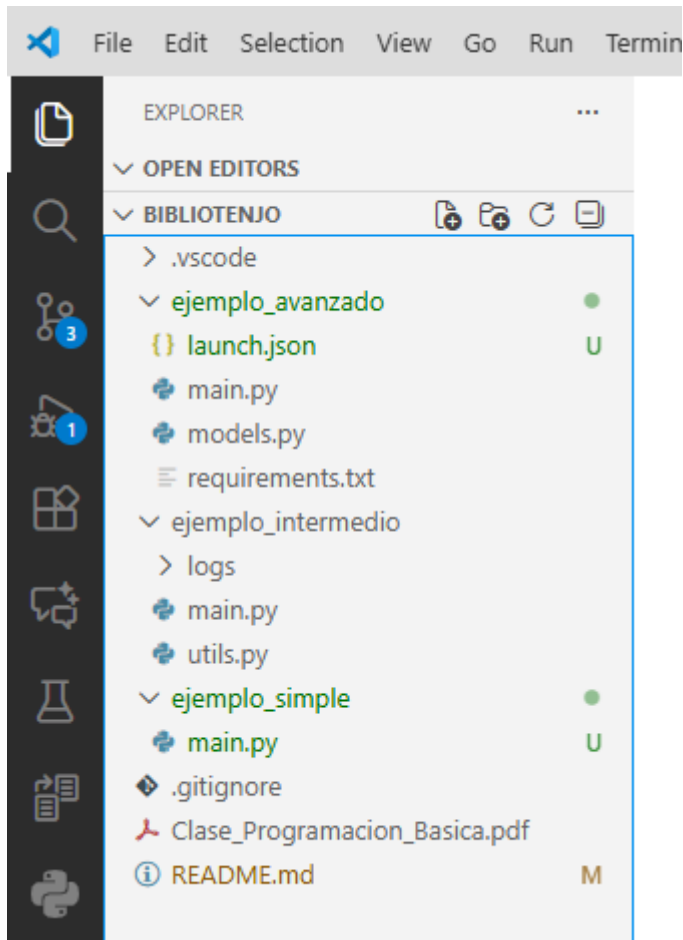 File Edit Selection View Go Run Termin
EXPLORER ...
OPEN EDITORS
BIBLIOTENJO
.vscode
ejemplo_avanzado
{} launch.json U
main.py
models.py
requirements.txt
ejemplo_intermedio
logs
main.py
utils.py
ejemplo_simple
main.py U
.gitignore
Clase_Programacion_Basica.pdf
README.md M
3
1